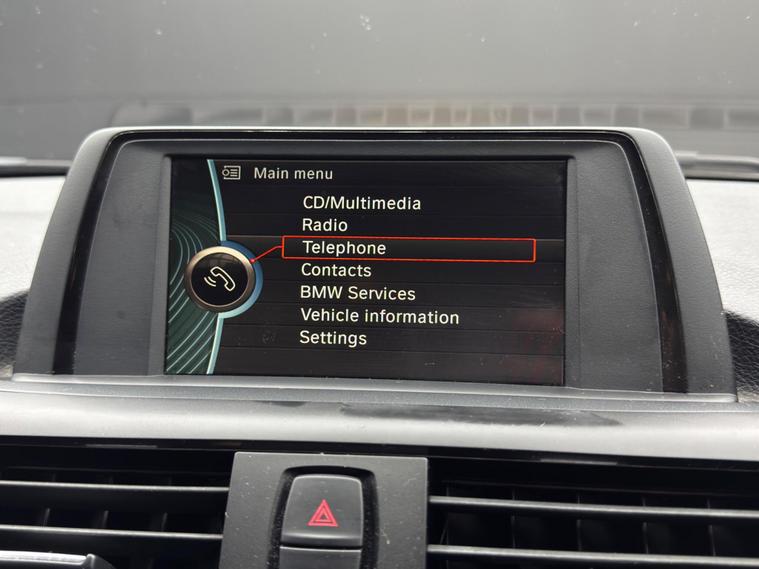 Main menu
CD/Multimedia
Radio
Telephone
Contacts
BMW Services
Vehicle information
Settings